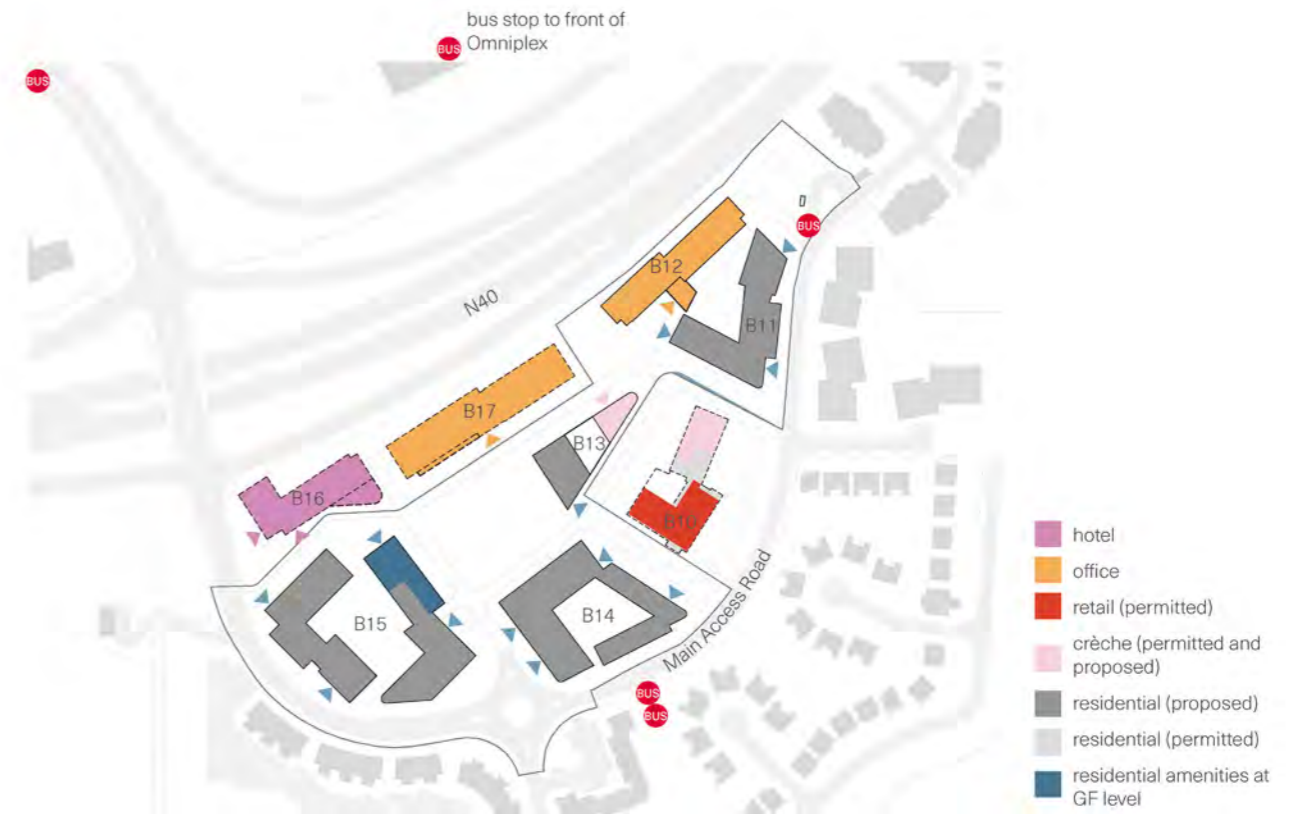 bus stop to front of
BUS Omniplex
BUS
BUS
B12
N40
B11
B17
B13
B16
B10
B15
B14
Main Access Road
BUS
BUS
hotel
office
retail (permitted)
crèche (permitted and
proposed)
residential (proposed)
residential (permitted)
residential amenities at
GF level